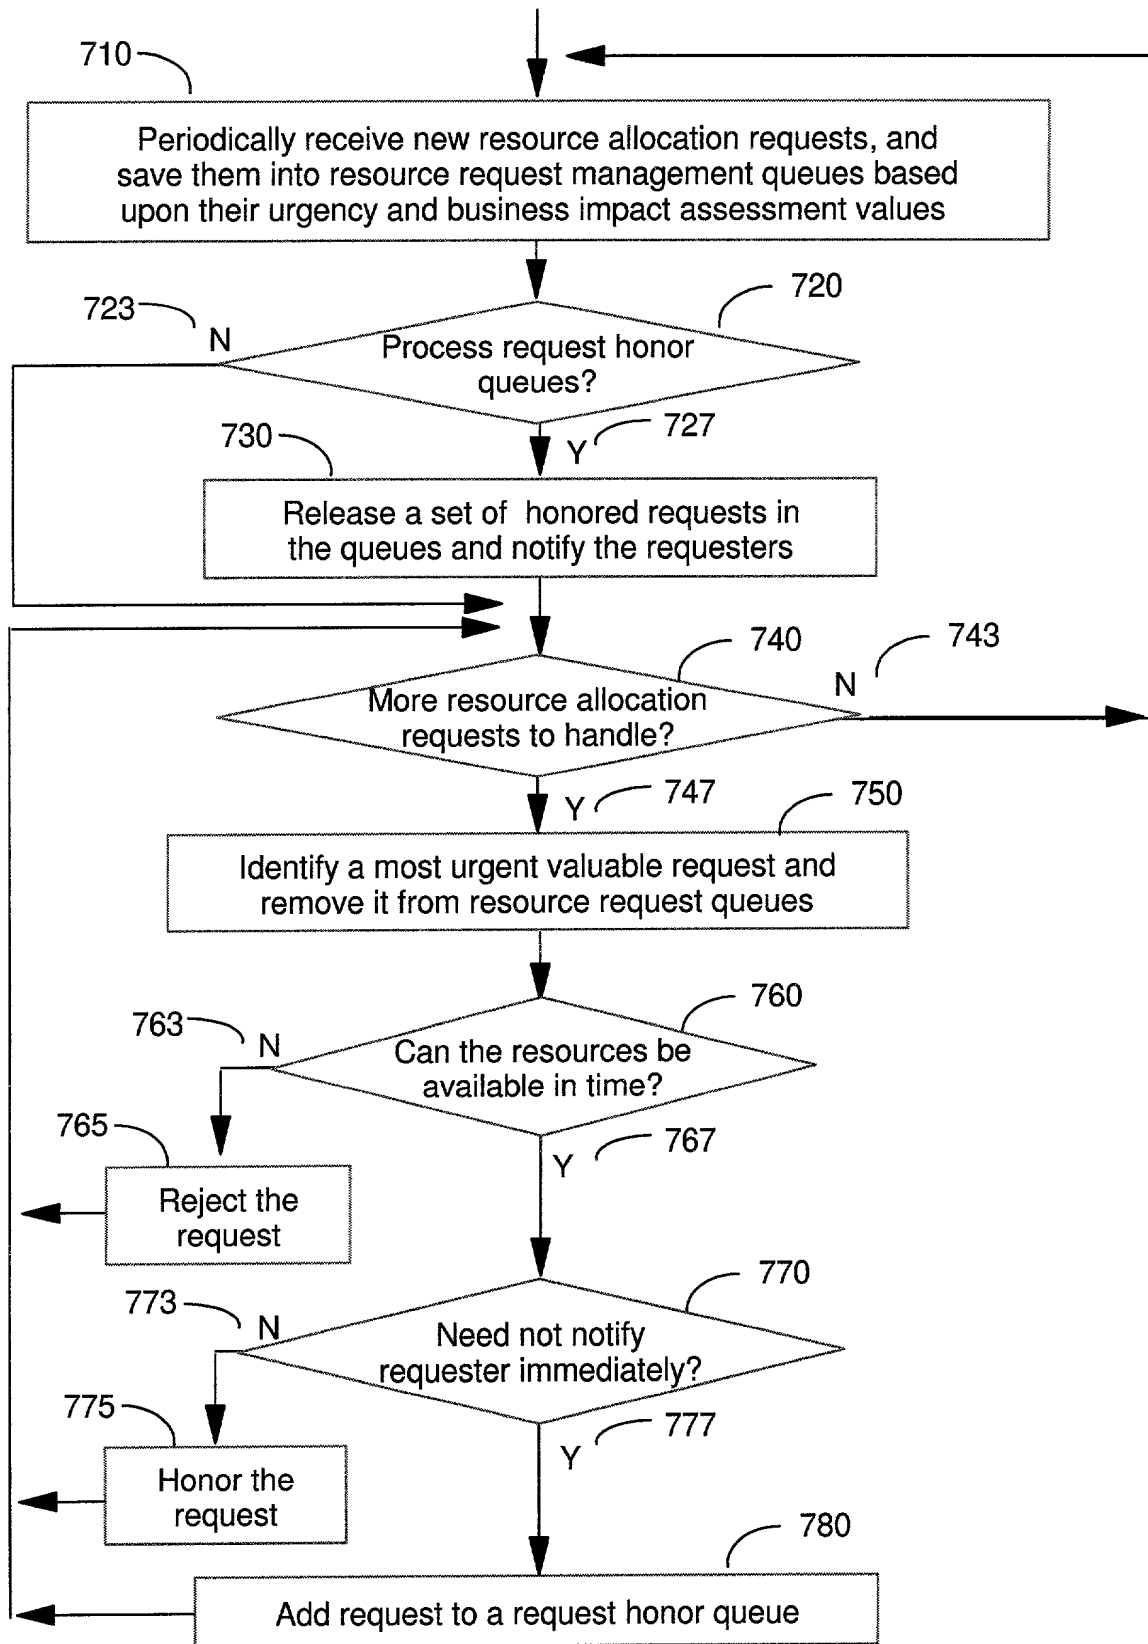 710
Periodically receive new resource allocation requests, and
save them into resource request management queues based
upon their urgency and business impact assessment values
723
N
720
Process request honor
queues?
730
Y
727
Release a set of honored requests in
the queues and notify the requesters
740
743
N
More resource allocation
requests to handle?
Y
747
750
Identify a most urgent valuable request and
remove it from resource request queues
760
763
N
Can the resources be
available in time?
765
Y
767
Reject the
request
770
773
N
Need not notify
requester immediately?
775
Y
777
Honor the
request
780
Add request to a request honor queue